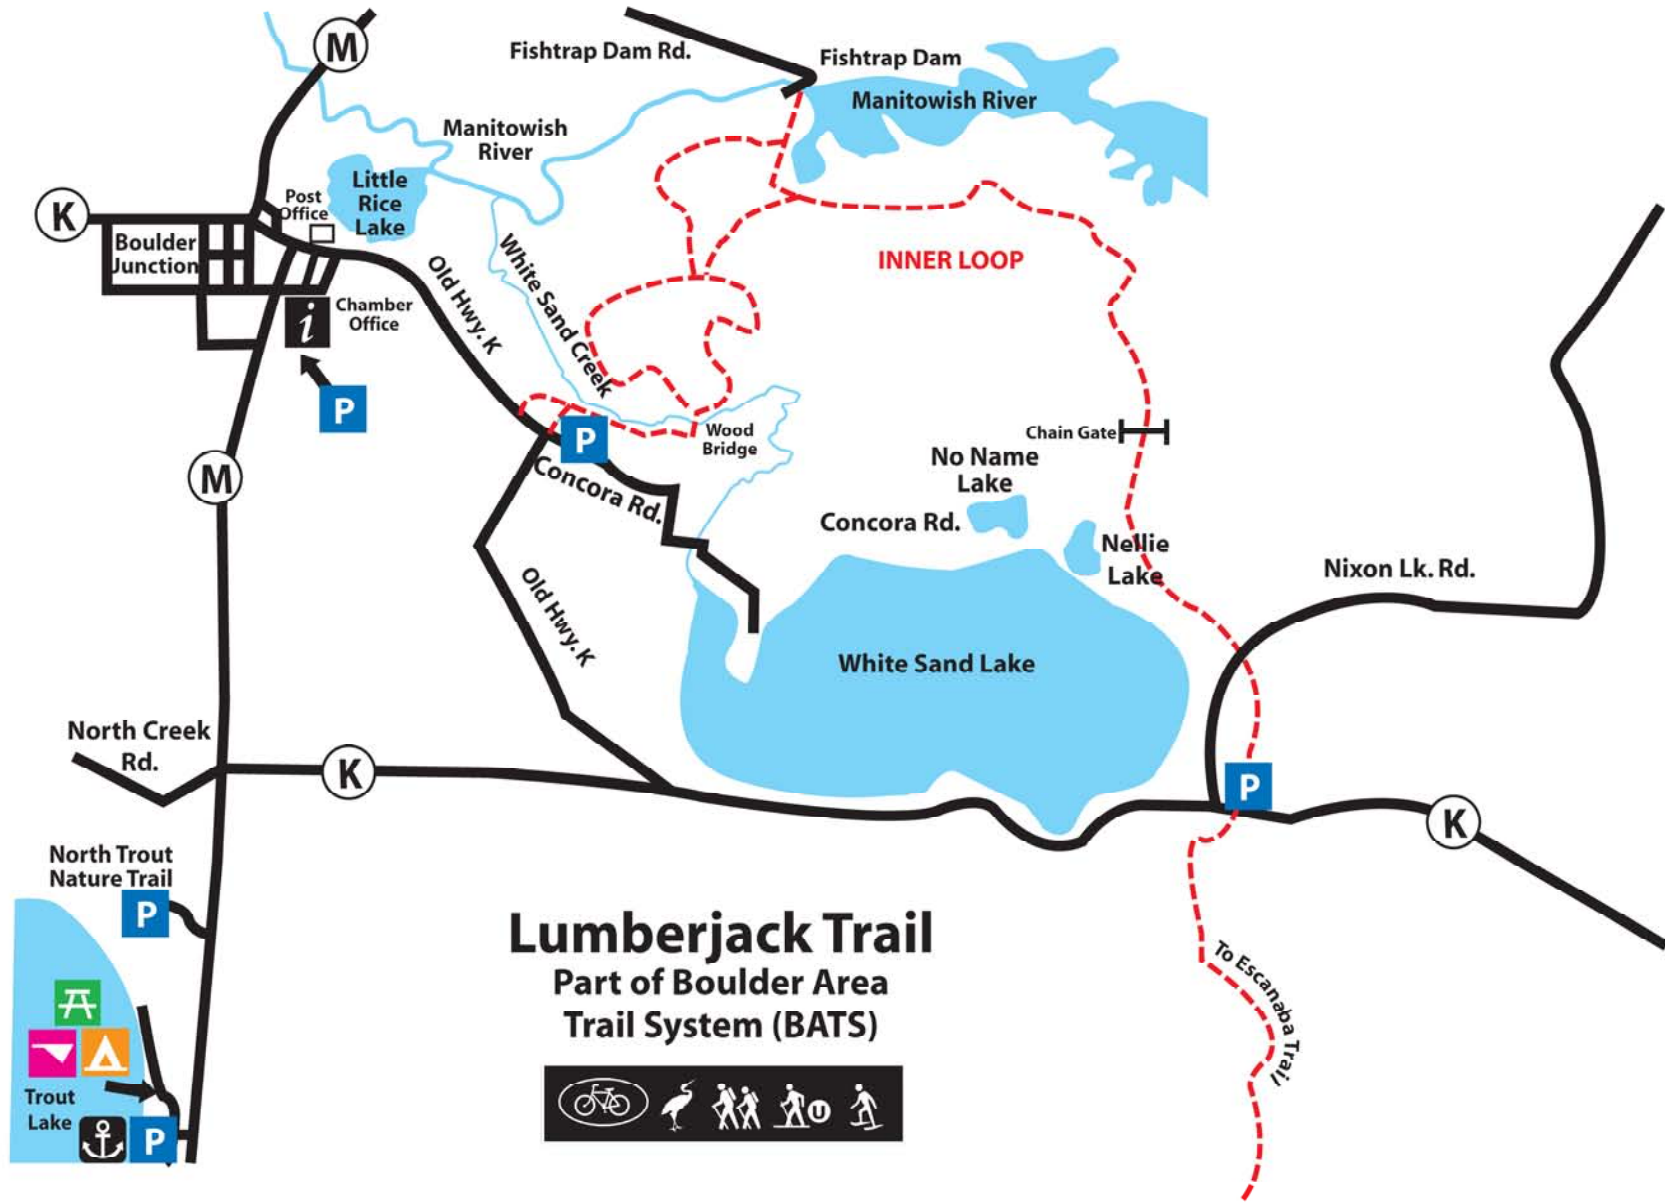 M
Fishtrap Dam Rd.
Fishtrap Dam
Manitowish River
Manitowish
River
K
Post
Office
Little
Rice
Lake
Boulder
Junction
Old Hwy. K
White Sand Creek
INNER LOOP
i
Chamber
Office
P
P
Wood
Bridge
Chain Gate
M
Concora Rd.
No Name
Lake
Concora Rd.
Nellie
Lake
Nixon Lk. Rd.
Old Hwy. K
White Sand Lake
North Creek
Rd.
K
P
K
North Trout
Nature Trail
P
Lumberjack Trail
Part of Boulder Area
Trail System (BATS)
To Escanaba Trail
Trout
Lake
P
U